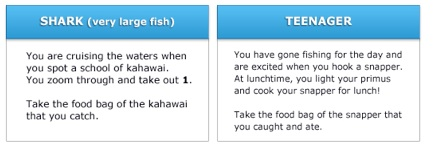 SHARK (very large fish)
You are cruising the waters when
you spot a school of kahawai.
You zoom through and take out 1.
Take the food bag of the kahawai
that you catch.
TEENAGER
You have gone fishing for the day and
are excited when you hook a snapper.
At lunchtime, you light your primus
and cook your snapper for lunch!
Take the food bag of the snapper that
you caught and ate.